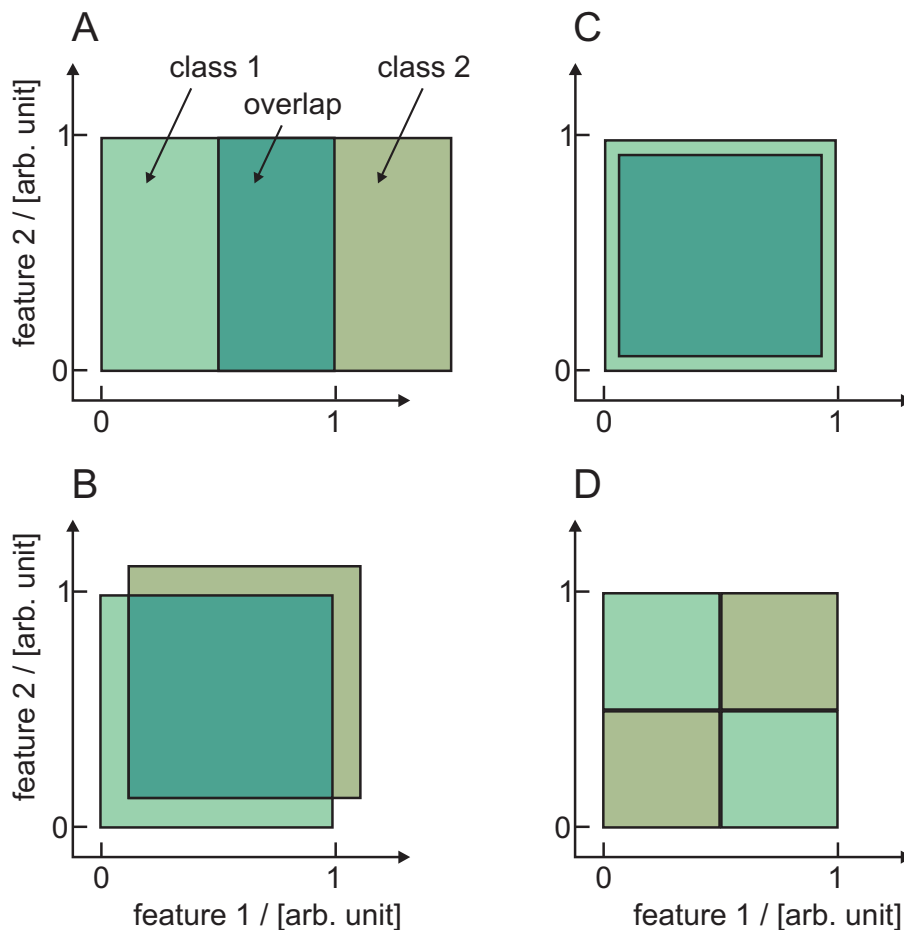 A
class 1
overlap
class 2
feature 2 / [arb. unit]
1
0
0
1
C
1
0
0
1
B
feature 2 / [arb. unit]
1
0
0
1
feature 1 / [arb. unit]
D
1
0
0
1
feature 1 / [arb. unit]